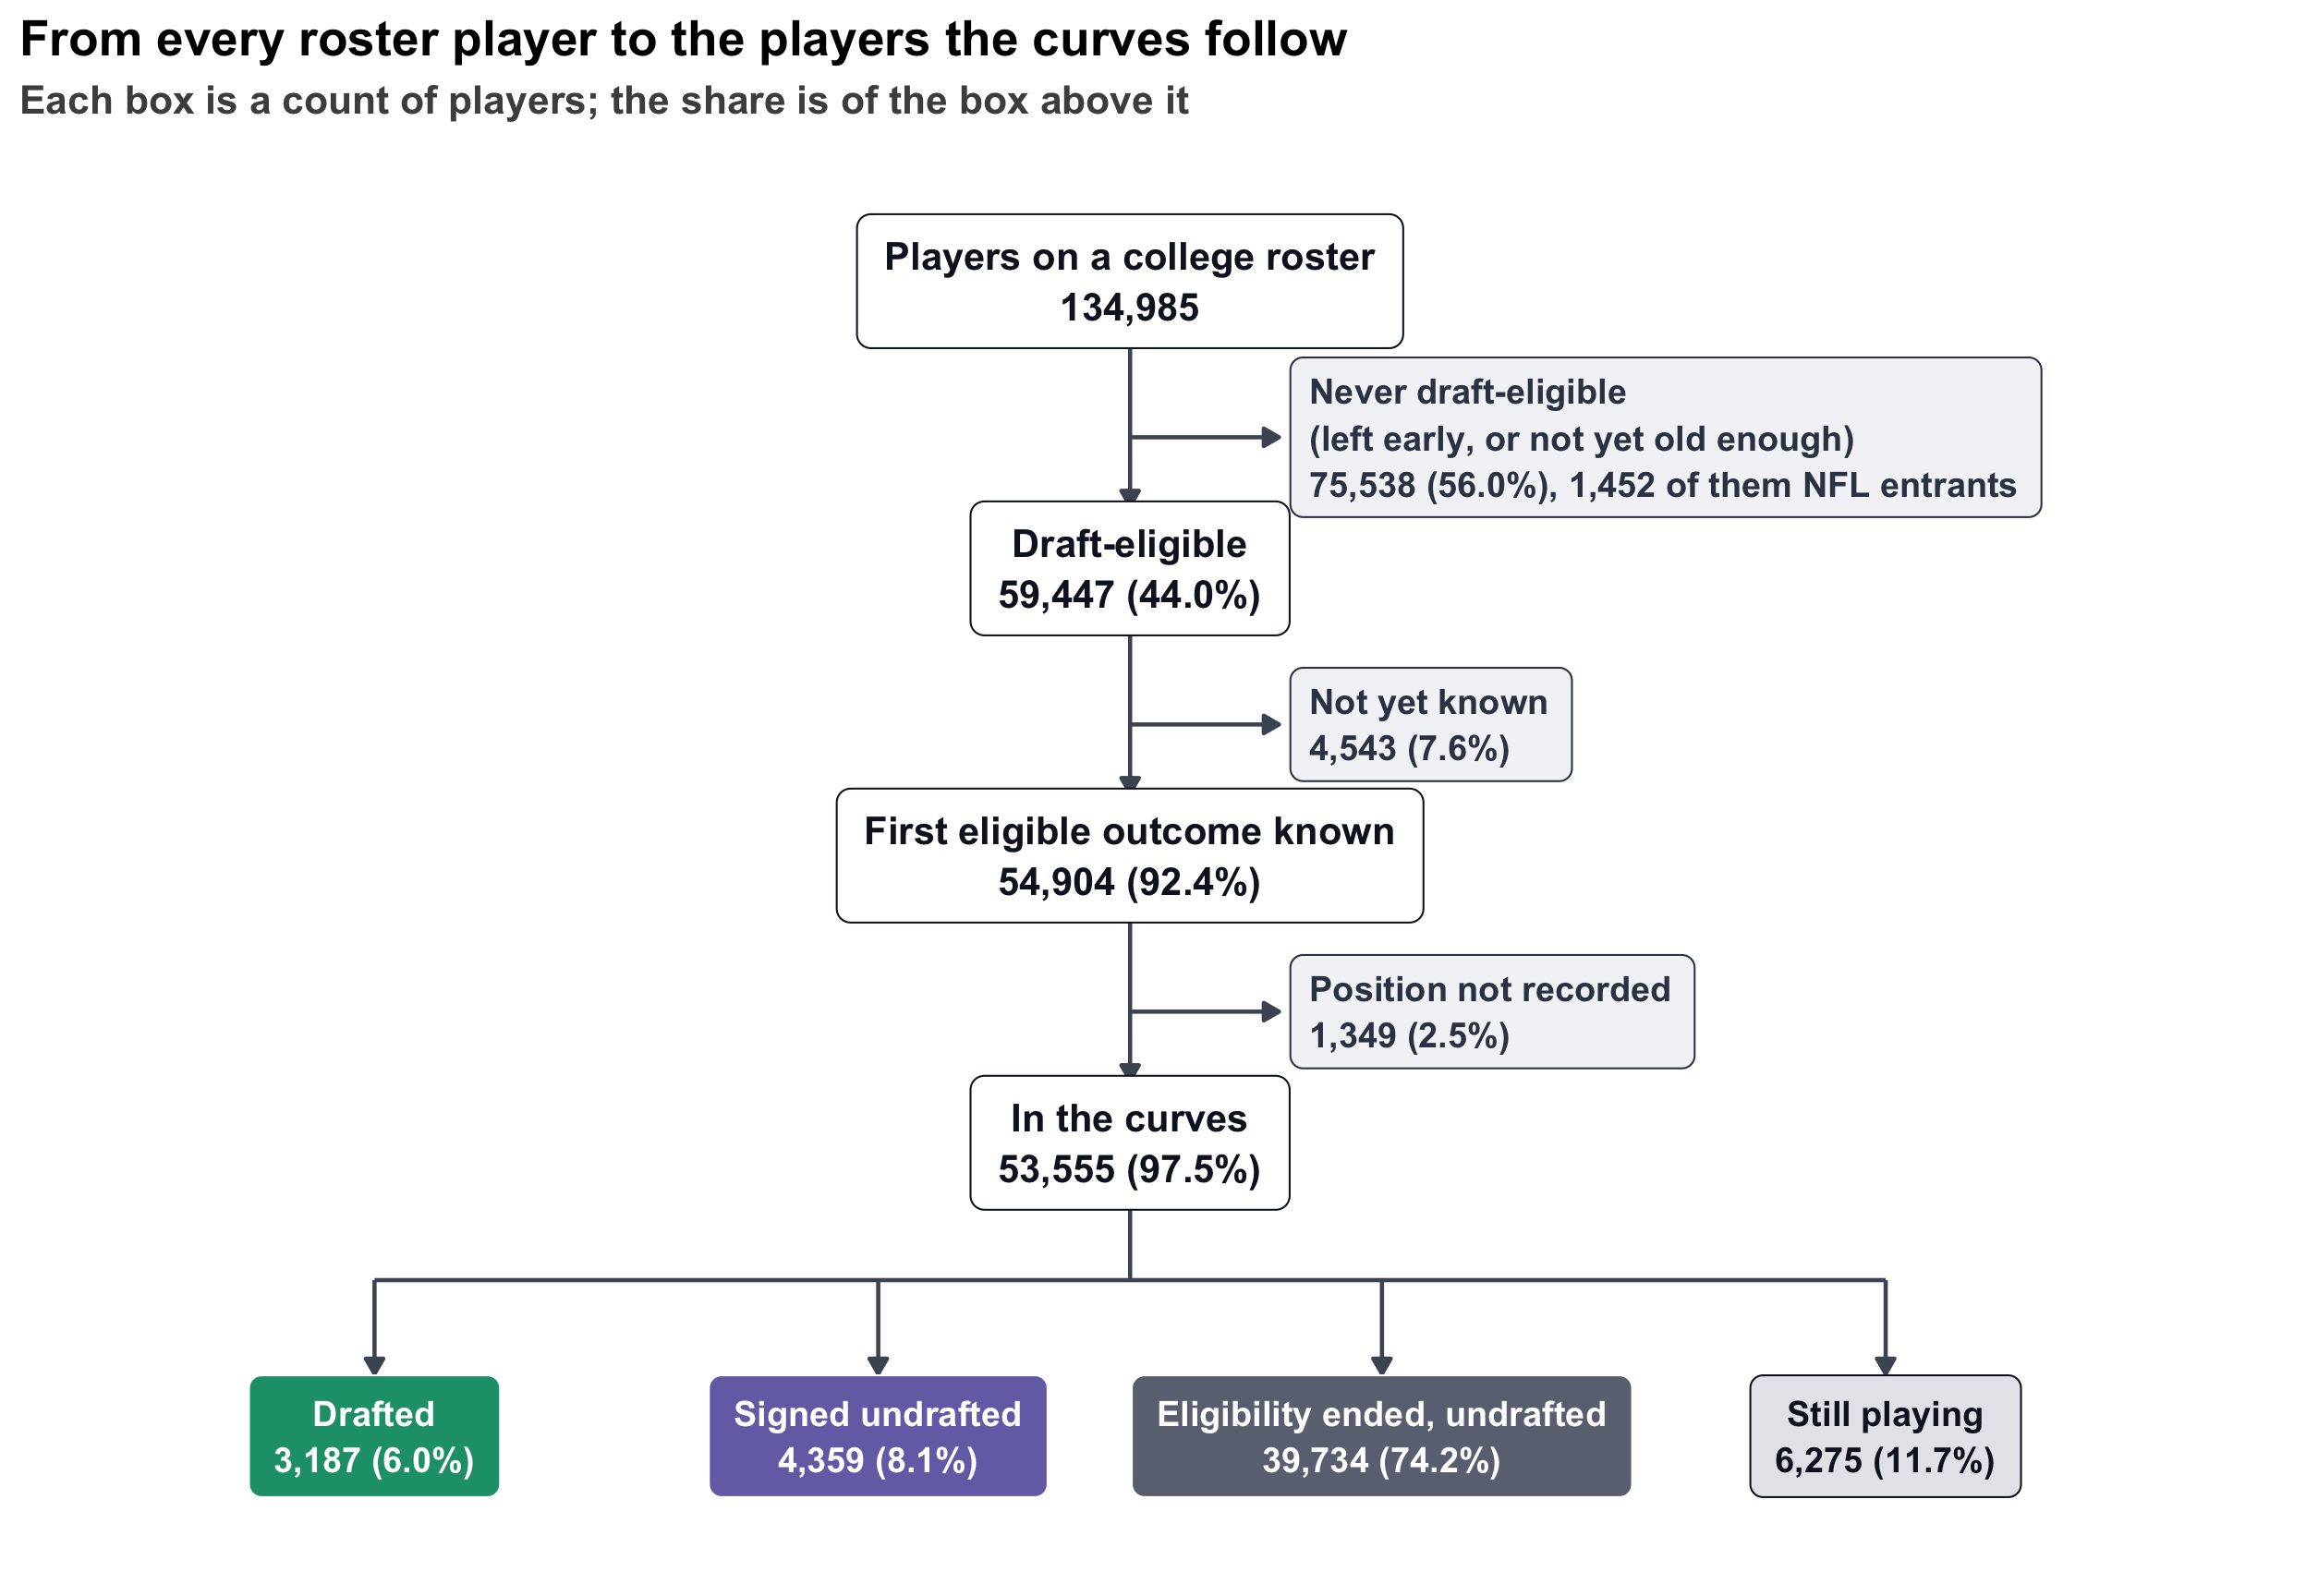 From every roster player to the players the curves follow
Each box is a count of players; the share is of the box above it
Players on a college roster
134,985
Never draft-eligible
(left early, or not yet old enough)
75,538 (56.0%), 1,452 of them NFL entrants
Draft-eligible
59,447 (44.0%)
Not yet known
4,543 (7.6%)
First eligible outcome known
54,904 (92.4%)
Position not recorded
1,349 (2.5%)
In the curves
53,555 (97.5%)
Drafted
3,187 (6.0%)
Signed undrafted
4,359 (8.1%)
Eligibility ended, undrafted
39,734 (74.2%)
Still playing
6,275 (11.7%)